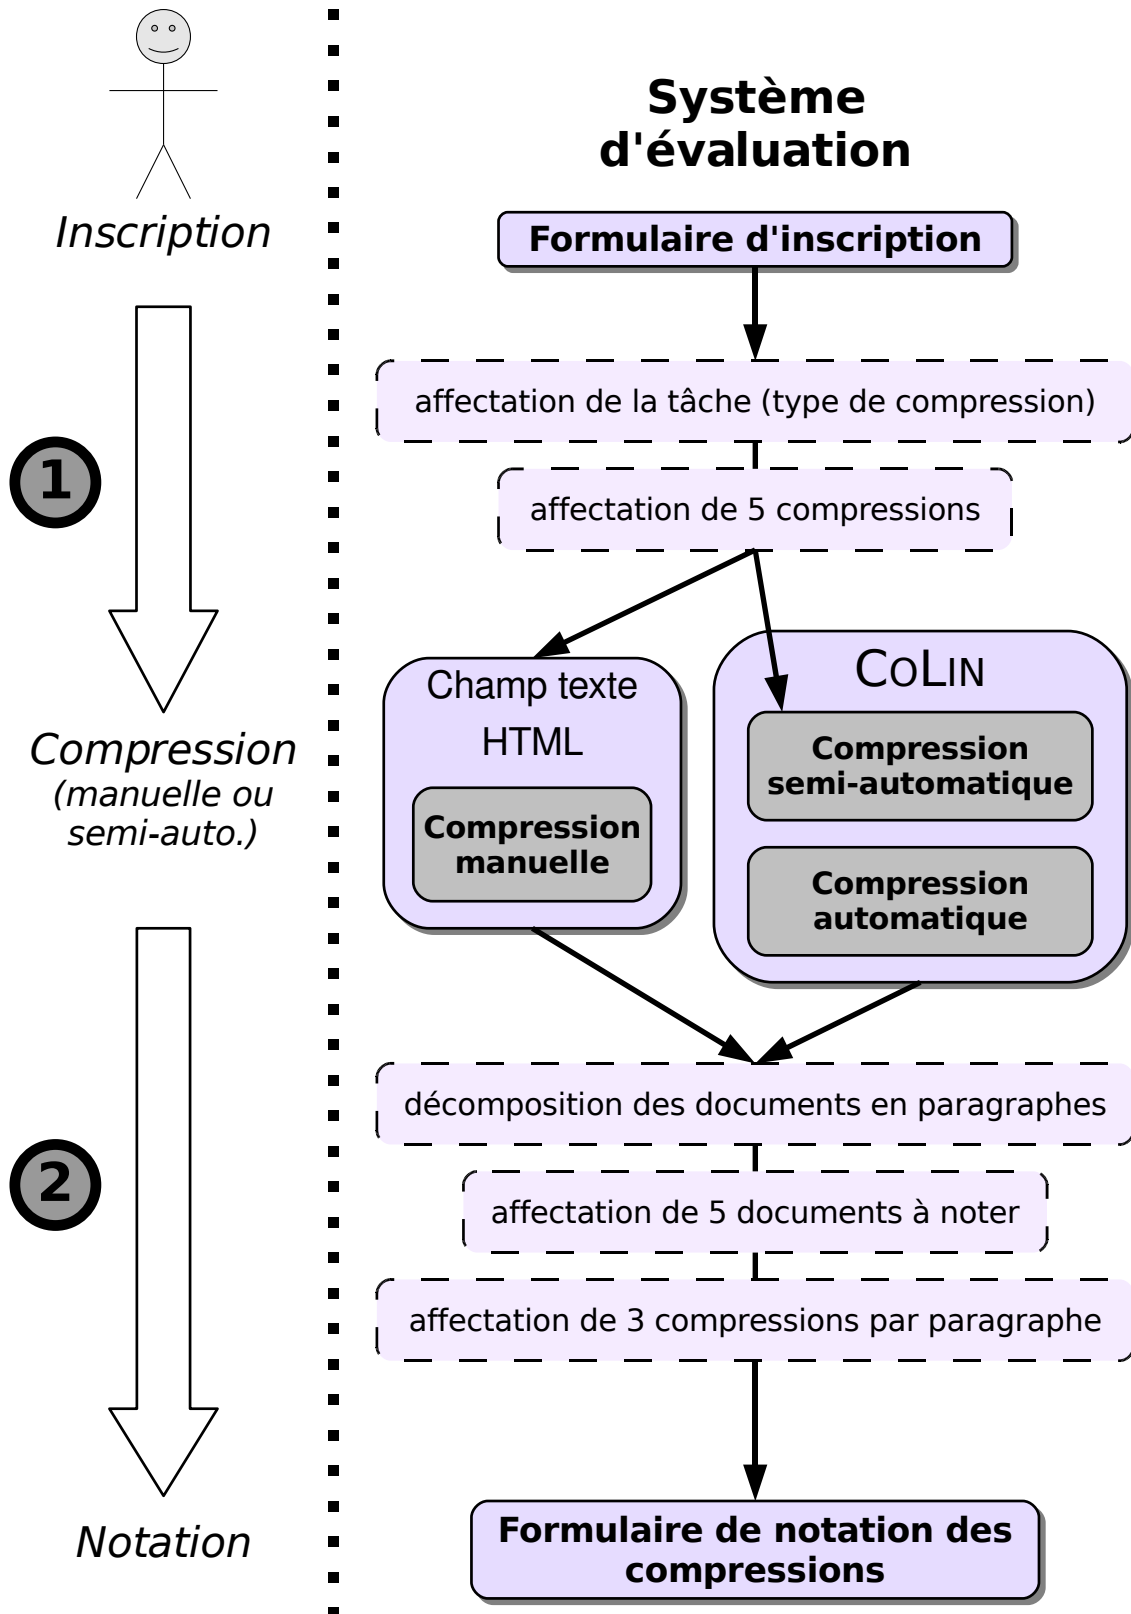 Système
d'évaluation
Inscription
Formulaire d'inscription
affectation de la tâche (type de compression)
1
affectation de 5 compressions
Champ texte
HTML
Compression
manuelle
COLIN
Compression
semi-automatique
Compression
automatique
Compression
(manuelle ou
semi-auto.)
décomposition des documents en paragraphes
2
affectation de 5 documents à noter
affectation de 3 compressions par paragraphe
Notation
Formulaire de notation des
compressions